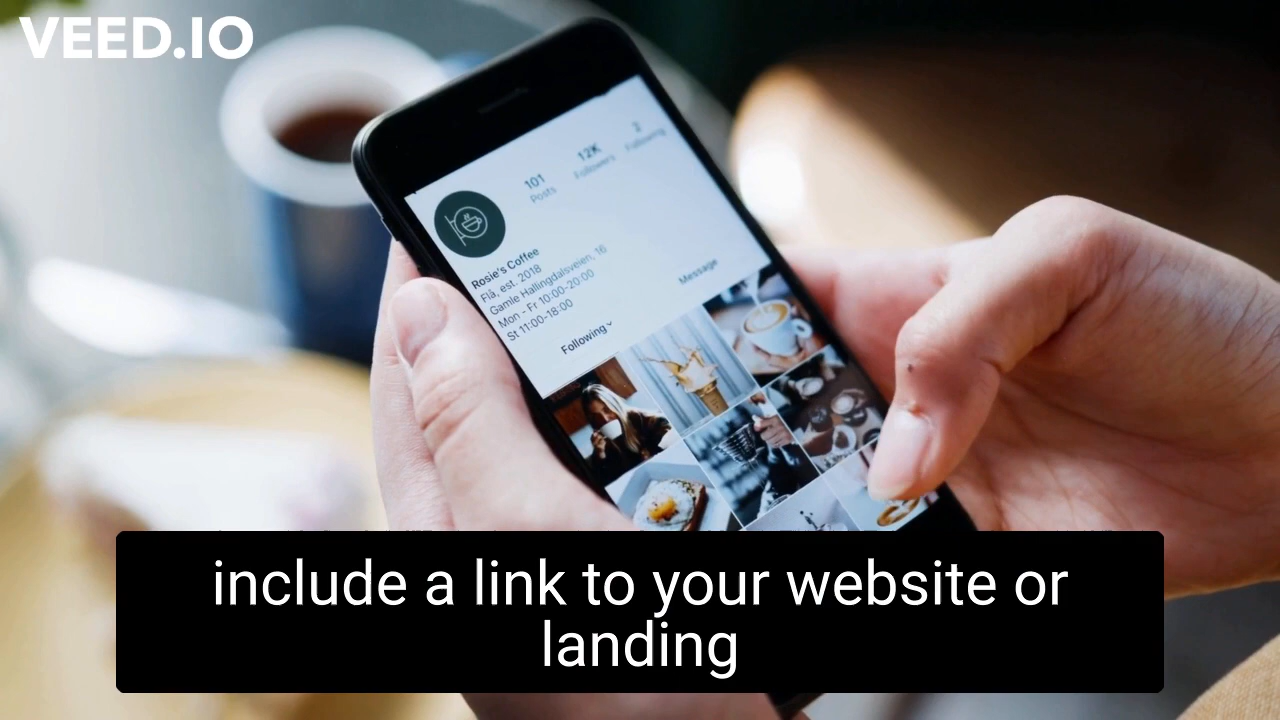 VEED.IO
101
Posts
12K
Followers
2
Following
Rosie's Coffee
Flå, est. 2018
Gamle Hallingdalsveien, 16
Mon - Fr 10:00-20:00
St 11:00-18:00
Following
Message
include a link to your website or
landing